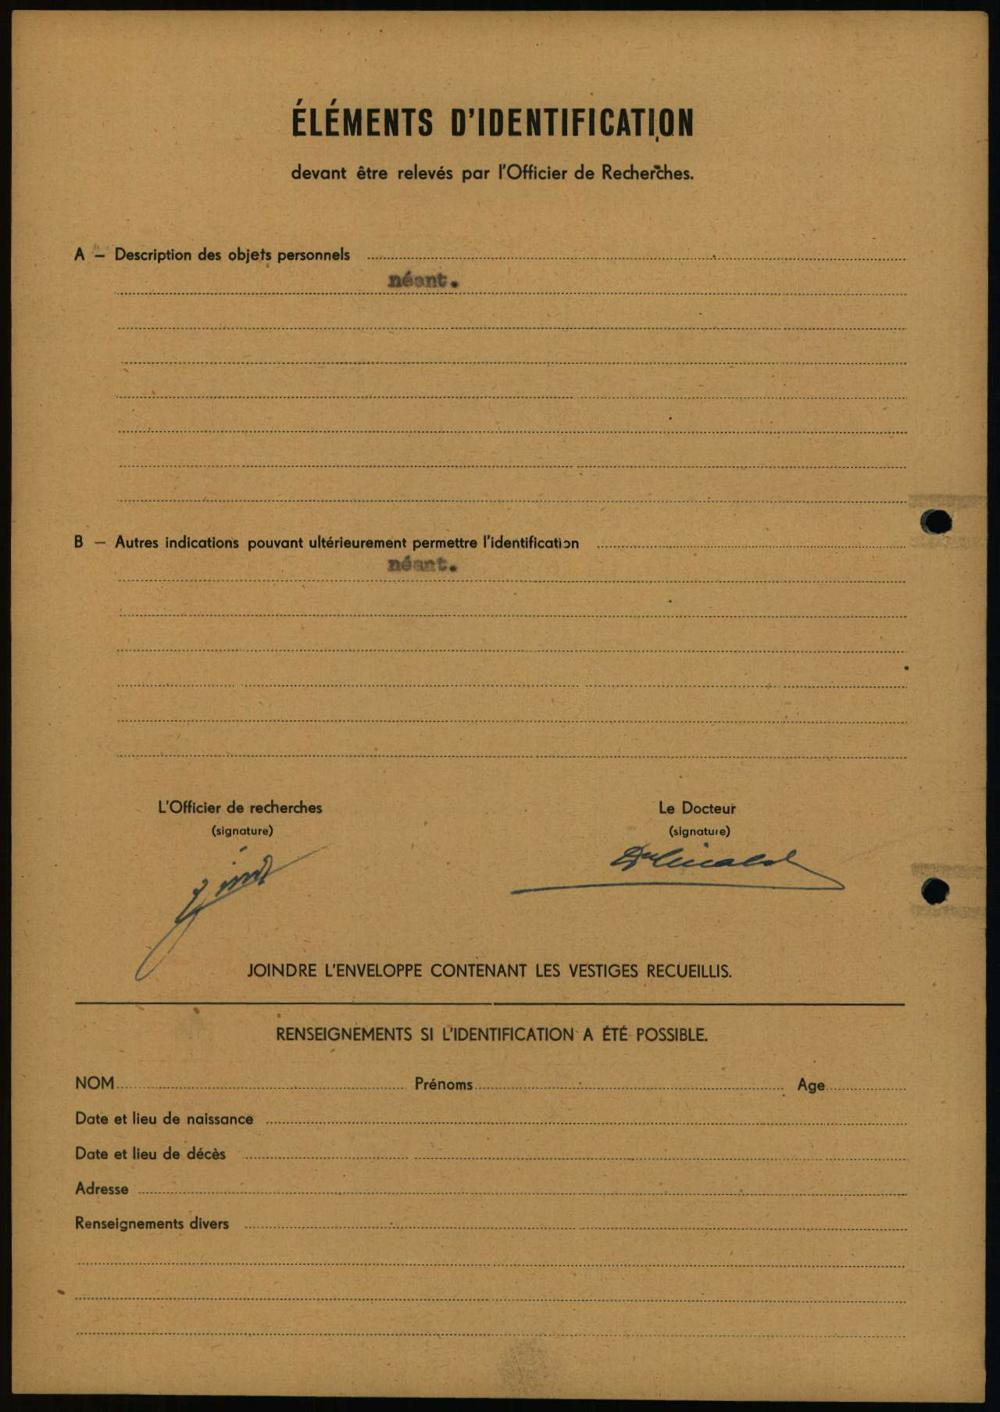 ÉLÉMENTS D'IDENTIFICATION
devant être relevés par l'Officier de Recherches.
A – Description des objets personnels
néant.
B – Autres indications pouvant ultérieurement permettre l'identification
néant.
L'Officier de recherches
(signature)
Le Docteur
(signature)
JOINDRE L'ENVELOPPE CONTENANT LES VESTIGES RECUEILLIS.
RENSEIGNEMENTS SI L'IDENTIFICATION A ÉTÉ POSSIBLE.
NOM Prénoms Age
Date et lieu de naissance
Date et lieu de décès
Adresse
Renseignements divers